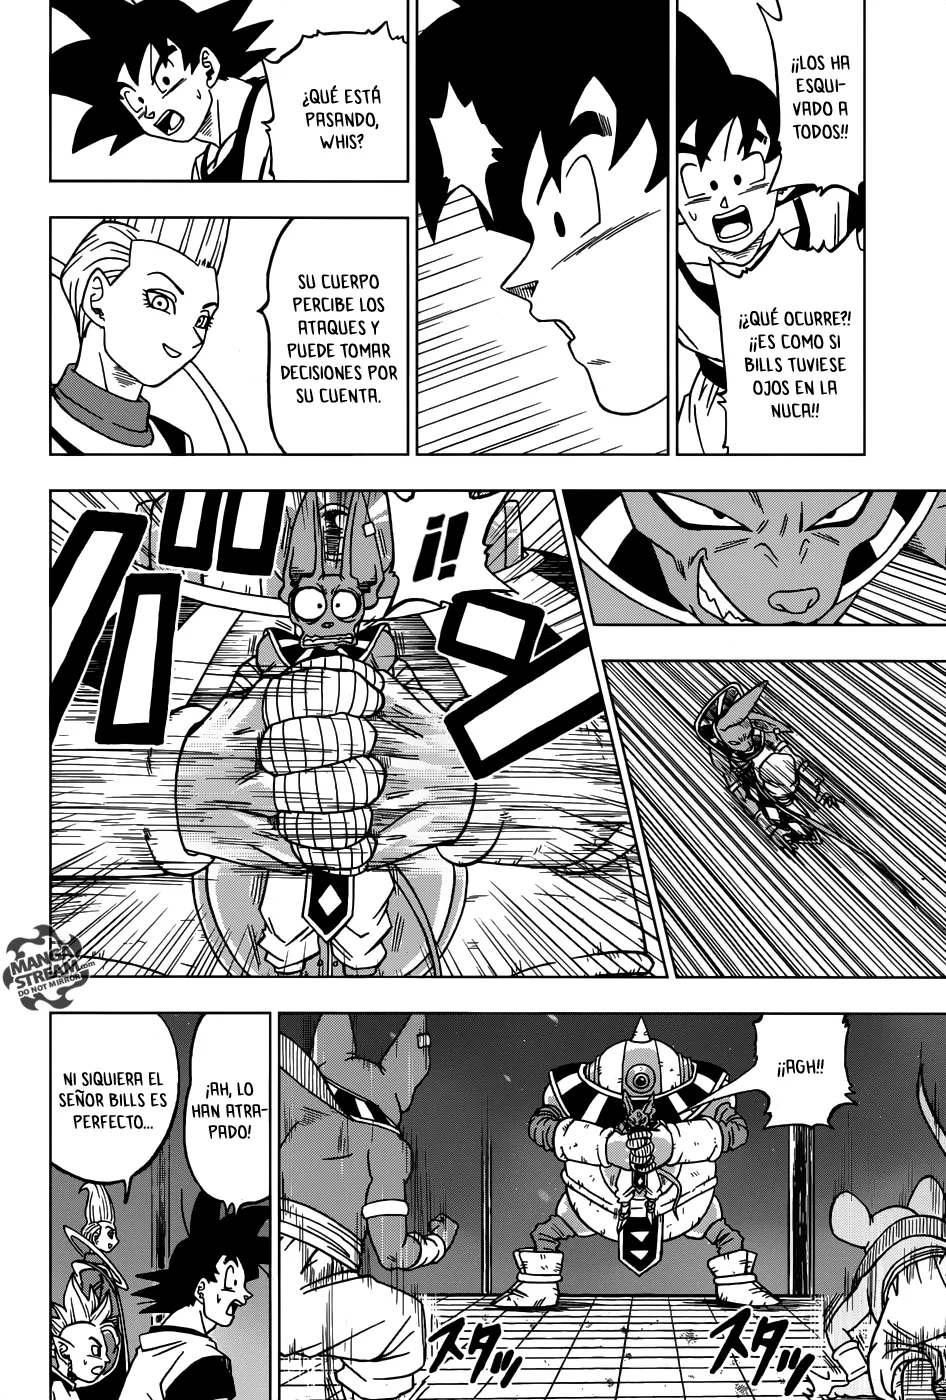 ¡¡LOS HA
ESQUI-
VADO A
TODOS!!
¡¿QUÉ OCURRE?!
¡¡ES COMO SI
BILLS TUVIESE
OJOS EN LA
NUCA!!
¿QUÉ ESTÁ
PASANDO,
WHIS?
SU CUERPO
PERCIBE LOS
ATAQUES Y
PUEDE TOMAR
DECISIONES POR
SU CUENTA.
¡!
¡¡AGH!!
スタッ
スタッ
¡AH, LO
HAN ATRA-
PADO!
NI SIQUIERA EL
SEÑOR BILLS ES
PERFECTO...
MANGA
STREAM.com
DO NOT MIRROR